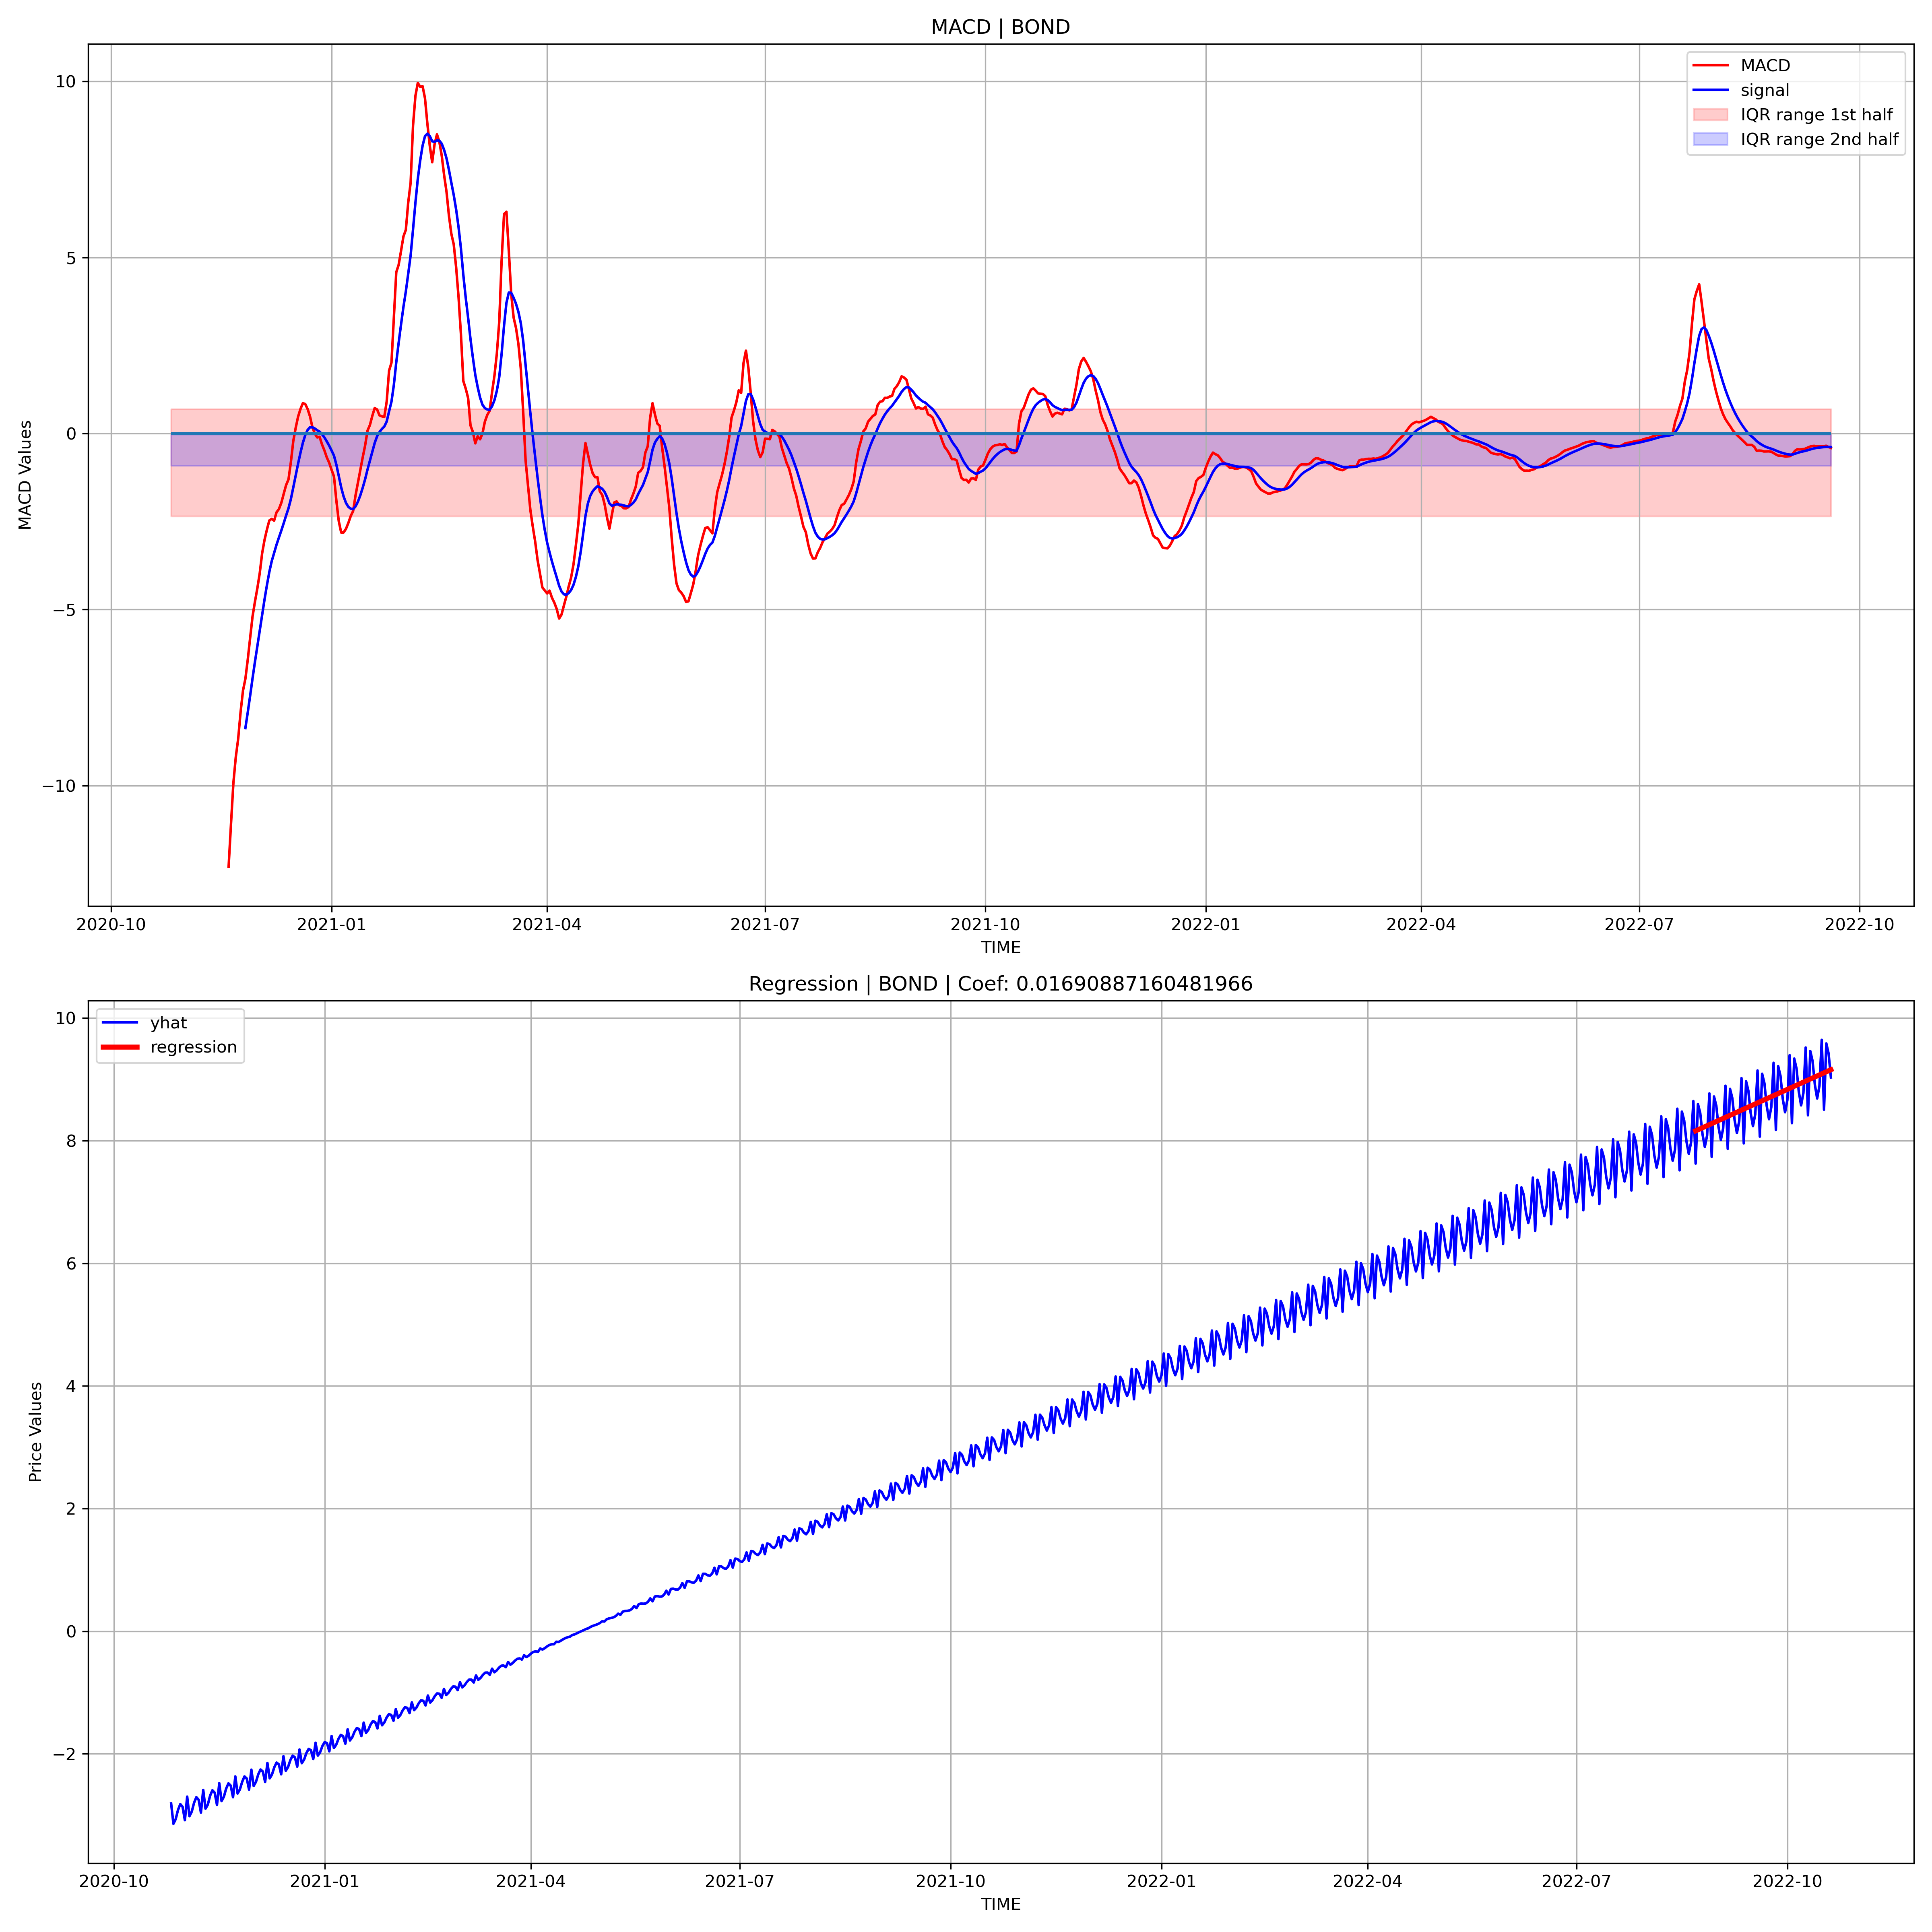 MACD | BOND
MACD
signal
IQR range 1st half
IQR range 2nd half
MACD Values
10
5
0
−5
−10
2020-10 2021-01 2021-04 2021-07 2021-10 2022-01 2022-04 2022-07 2022-10
TIME
Regression | BOND | Coef: 0.01690887160481966
yhat
regression
Price Values
10
8
6
4
2
0
−2
2020-10 2021-01 2021-04 2021-07 2021-10 2022-01 2022-04 2022-07 2022-10
TIME